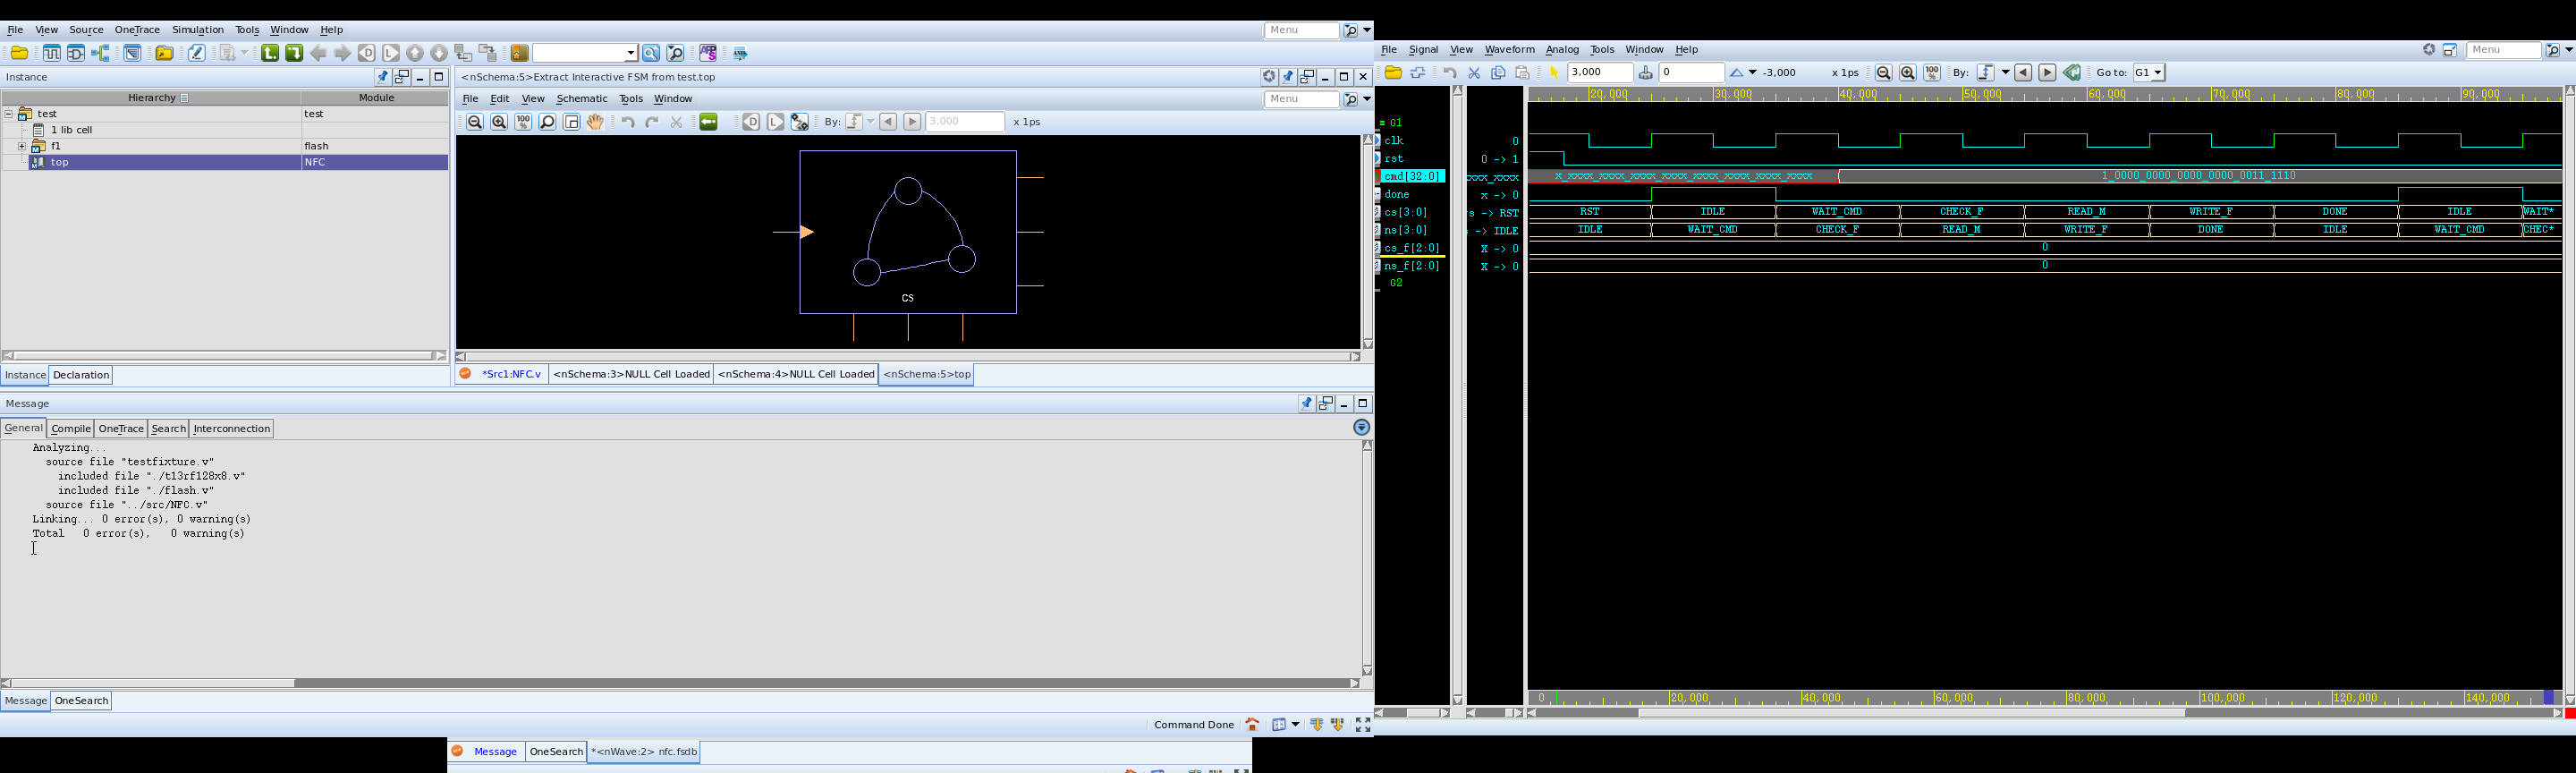 File View Source OneTrace Simulation Tools Window Help Menu
Instance
Hierarchy Module
test test
1 lib cell
f1 flash
top NFC
Instance Declaration
<nSchema:5>Extract Interactive FSM from test.top
File Edit View Schematic Tools Window Menu
100% By: 3,000 x 1ps
CS
*Src1:NFC.v <nSchema:3>NULL Cell Loaded <nSchema:4>NULL Cell Loaded <nSchema:5>top
Message
General Compile OneTrace Search Interconnection
Analyzing...
source file "testfixture.v"
included file "./t13rf128x8.v"
included file "./flash.v"
source file "../src/NFC.v"
Linking... 0 error(s), 0 warning(s)
Total 0 error(s), 0 warning(s)
Message OneSearch
Command Done
Message OneSearch *<nWave:2> nfc.fsdb
File Signal View Waveform Analog Tools Window Help Menu
3,000 0 -3,000 x 1ps 100% By: Go to: G1
20,000 30,000 40,000 50,000 60,000 70,000 80,000 90,000
= G1
clk 0
rst 0 -> 1
cmd[32:0] xxxx_xxxx x_xxxx_xxxx_xxxx_xxxx_xxxx_xxxx_xxxx_xxxx 1_0000_0000_0000_0000_0011_1110
done x -> 0
cs[3:0] s -> RST RST IDLE WAIT_CMD CHECK_F READ_M WRITE_F DONE IDLE WAIT*
ns[3:0] -> IDLE IDLE WAIT_CMD CHECK_F READ_M WRITE_F DONE IDLE WAIT_CMD CHEC*
cs_f[2:0] X -> 0 0
ns_f[2:0] X -> 0 0
G2
0 20,000 40,000 60,000 80,000 100,000 120,000 140,000